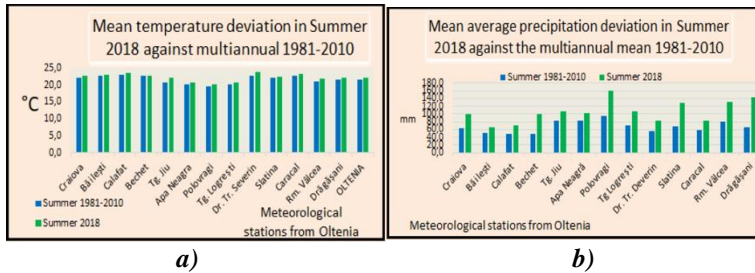 Mean temperature deviation in Summer
2018 against multiannual 1981-2010
25,0
20,0
15,0
10,0
5,0
0,0
°C
Craiova
Băilești
Calafat
Bechet
Tg. Jiu
Apa Neagra
Polovragi
Tg. Logrești
Dr. Tr. Severin
Slatina
Caracal
Rm. Vâlcea
Drăgășani
OLTENIA
Summer 1981-2010
Summer 2018
Meteorological
stations from Oltenia
a)
Mean average precipitation deviation in
Summer 2018 against the multiannual mean 1981-2010
Summer 1981-2010
Summer 2018
180,0
160,0
140,0
120,0
100,0
80,0
60,0
40,0
20,0
0,0
mm
Craiova
Băilești
Calafat
Bechet
Tg. Jiu
Apa Neagră
Polovragi
Tg Logrești
Dr. Tr. Deverin
Slatina
Caracal
Rm. Vâlcea
Drăgășani
Meteorological stations from Oltenia
b)